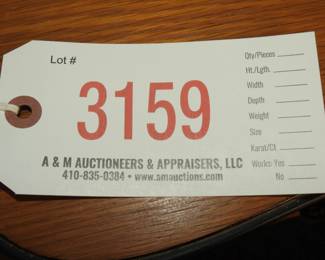 Lot #
3159
A & M AUCTIONEERS & APPRAISERS, LLC
410-835-0384 • www.amauctions.com
Qty/Pieces
Ht./Lgth.
Width
Depth
Weight
Size
Karat/Ct.
Works-Yes
No